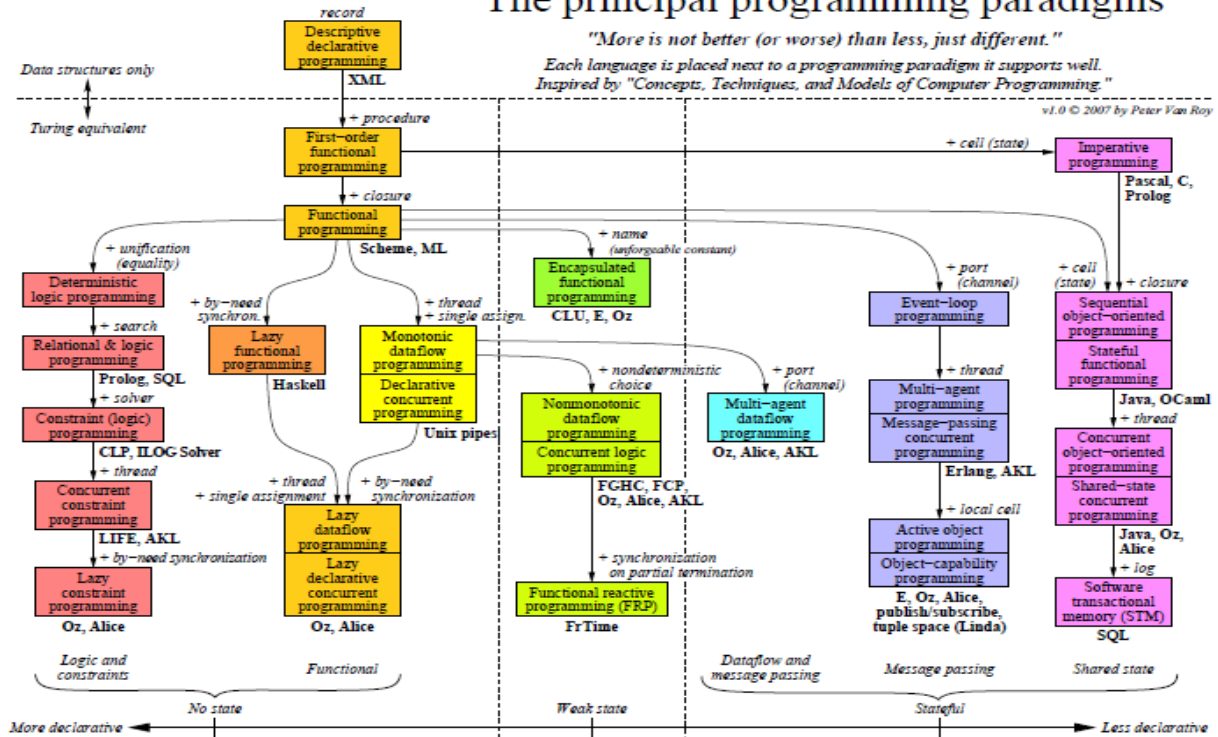 The principal programming paradigms
"More is not better (or worse) than less, just different."
Each language is placed next to a programming paradigm it supports well.
Inspired by "Concepts, Techniques, and Models of Computer Programming."
v1.0 © 2007 by Peter Van Roy
record
Descriptive
declarative
programming
XML
Data structures only
Turing equivalent
+ procedure
First−order
functional
programming
+ cell (state)
Imperative
programming
Pascal, C,
Prolog
+ closure
Functional
programming
Scheme, ML
+ unification
(equality)
Deterministic
logic programming
+ search
Relational & logic
programming
Prolog, SQL
+ solver
Constraint (logic)
programming
CLP, ILOG Solver
+ thread
Concurrent
constraint
programming
LIFE, AKL
+ by−need synchronization
Lazy
constraint
programming
Oz, Alice
+ by−need
synchron.
Lazy
functional
programming
Haskell
+ thread
+ single assign.
Monotonic
dataflow
programming
Declarative
concurrent
programming
Unix pipes
+ thread
+ single assignment
+ by−need
synchronization
Lazy
dataflow
programming
Lazy
declarative
concurrent
programming
Oz, Alice
+ name
(unforgeable constant)
Encapsulated
functional
programming
CLU, E, Oz
+ nondeterministic
choice
Nonmonotonic
dataflow
programming
Concurrent logic
programming
FGHC, FCP,
Oz, Alice, AKL
+ synchronization
on partial termination
Functional reactive
programming (FRP)
FrTime
+ port
(channel)
Multi−agent
dataflow
programming
Oz, Alice, AKL
+ port
(channel)
Event−loop
programming
+ thread
Multi−agent
programming
Message−passing
concurrent
programming
Erlang, AKL
+ local cell
Active object
programming
Object−capability
programming
E, Oz, Alice,
publish/subscribe,
tuple space (Linda)
+ cell
(state)
+ closure
Sequential
object−oriented
programming
Stateful
functional
programming
Java, OCaml
+ thread
Concurrent
object−oriented
programming
Shared−state
concurrent
programming
Java, Oz,
Alice
+ log
Software
transactional
memory (STM)
SQL
Logic and
constraints
Functional
Dataflow and
message passing
Message passing
Shared state
No state
Weak state
Stateful
More declarative
Less declarative